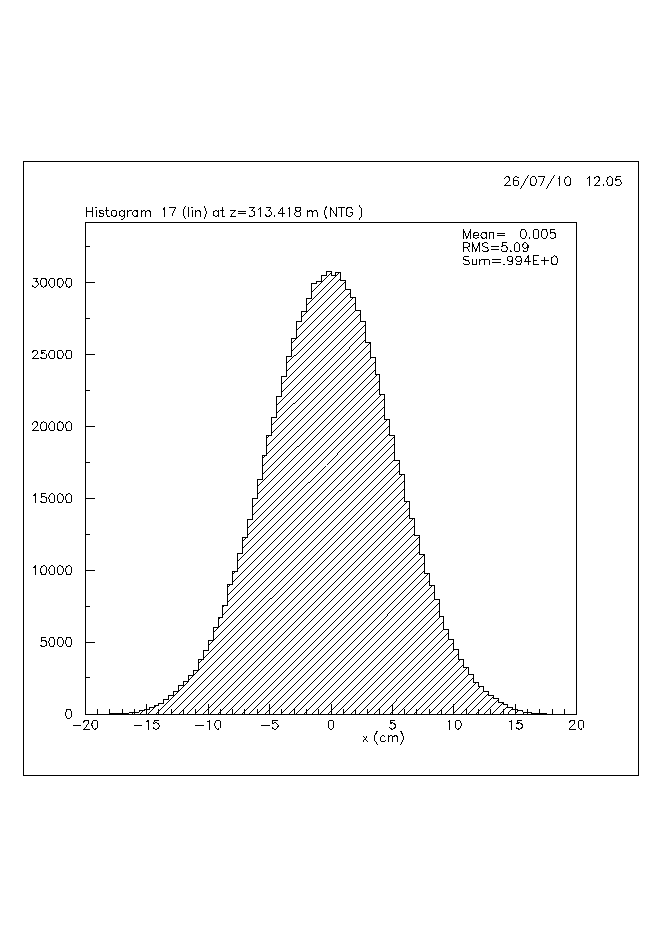 26/07/10 12.05
Histogram 17 (lin) at z=313.418 m (NTG )
Mean= 0.005
RMS=5.09
Sum=.994E+0
30000
25000
20000
15000
10000
5000
0
−20 −15 −10 −5 0 5 10 15 20
x (cm)